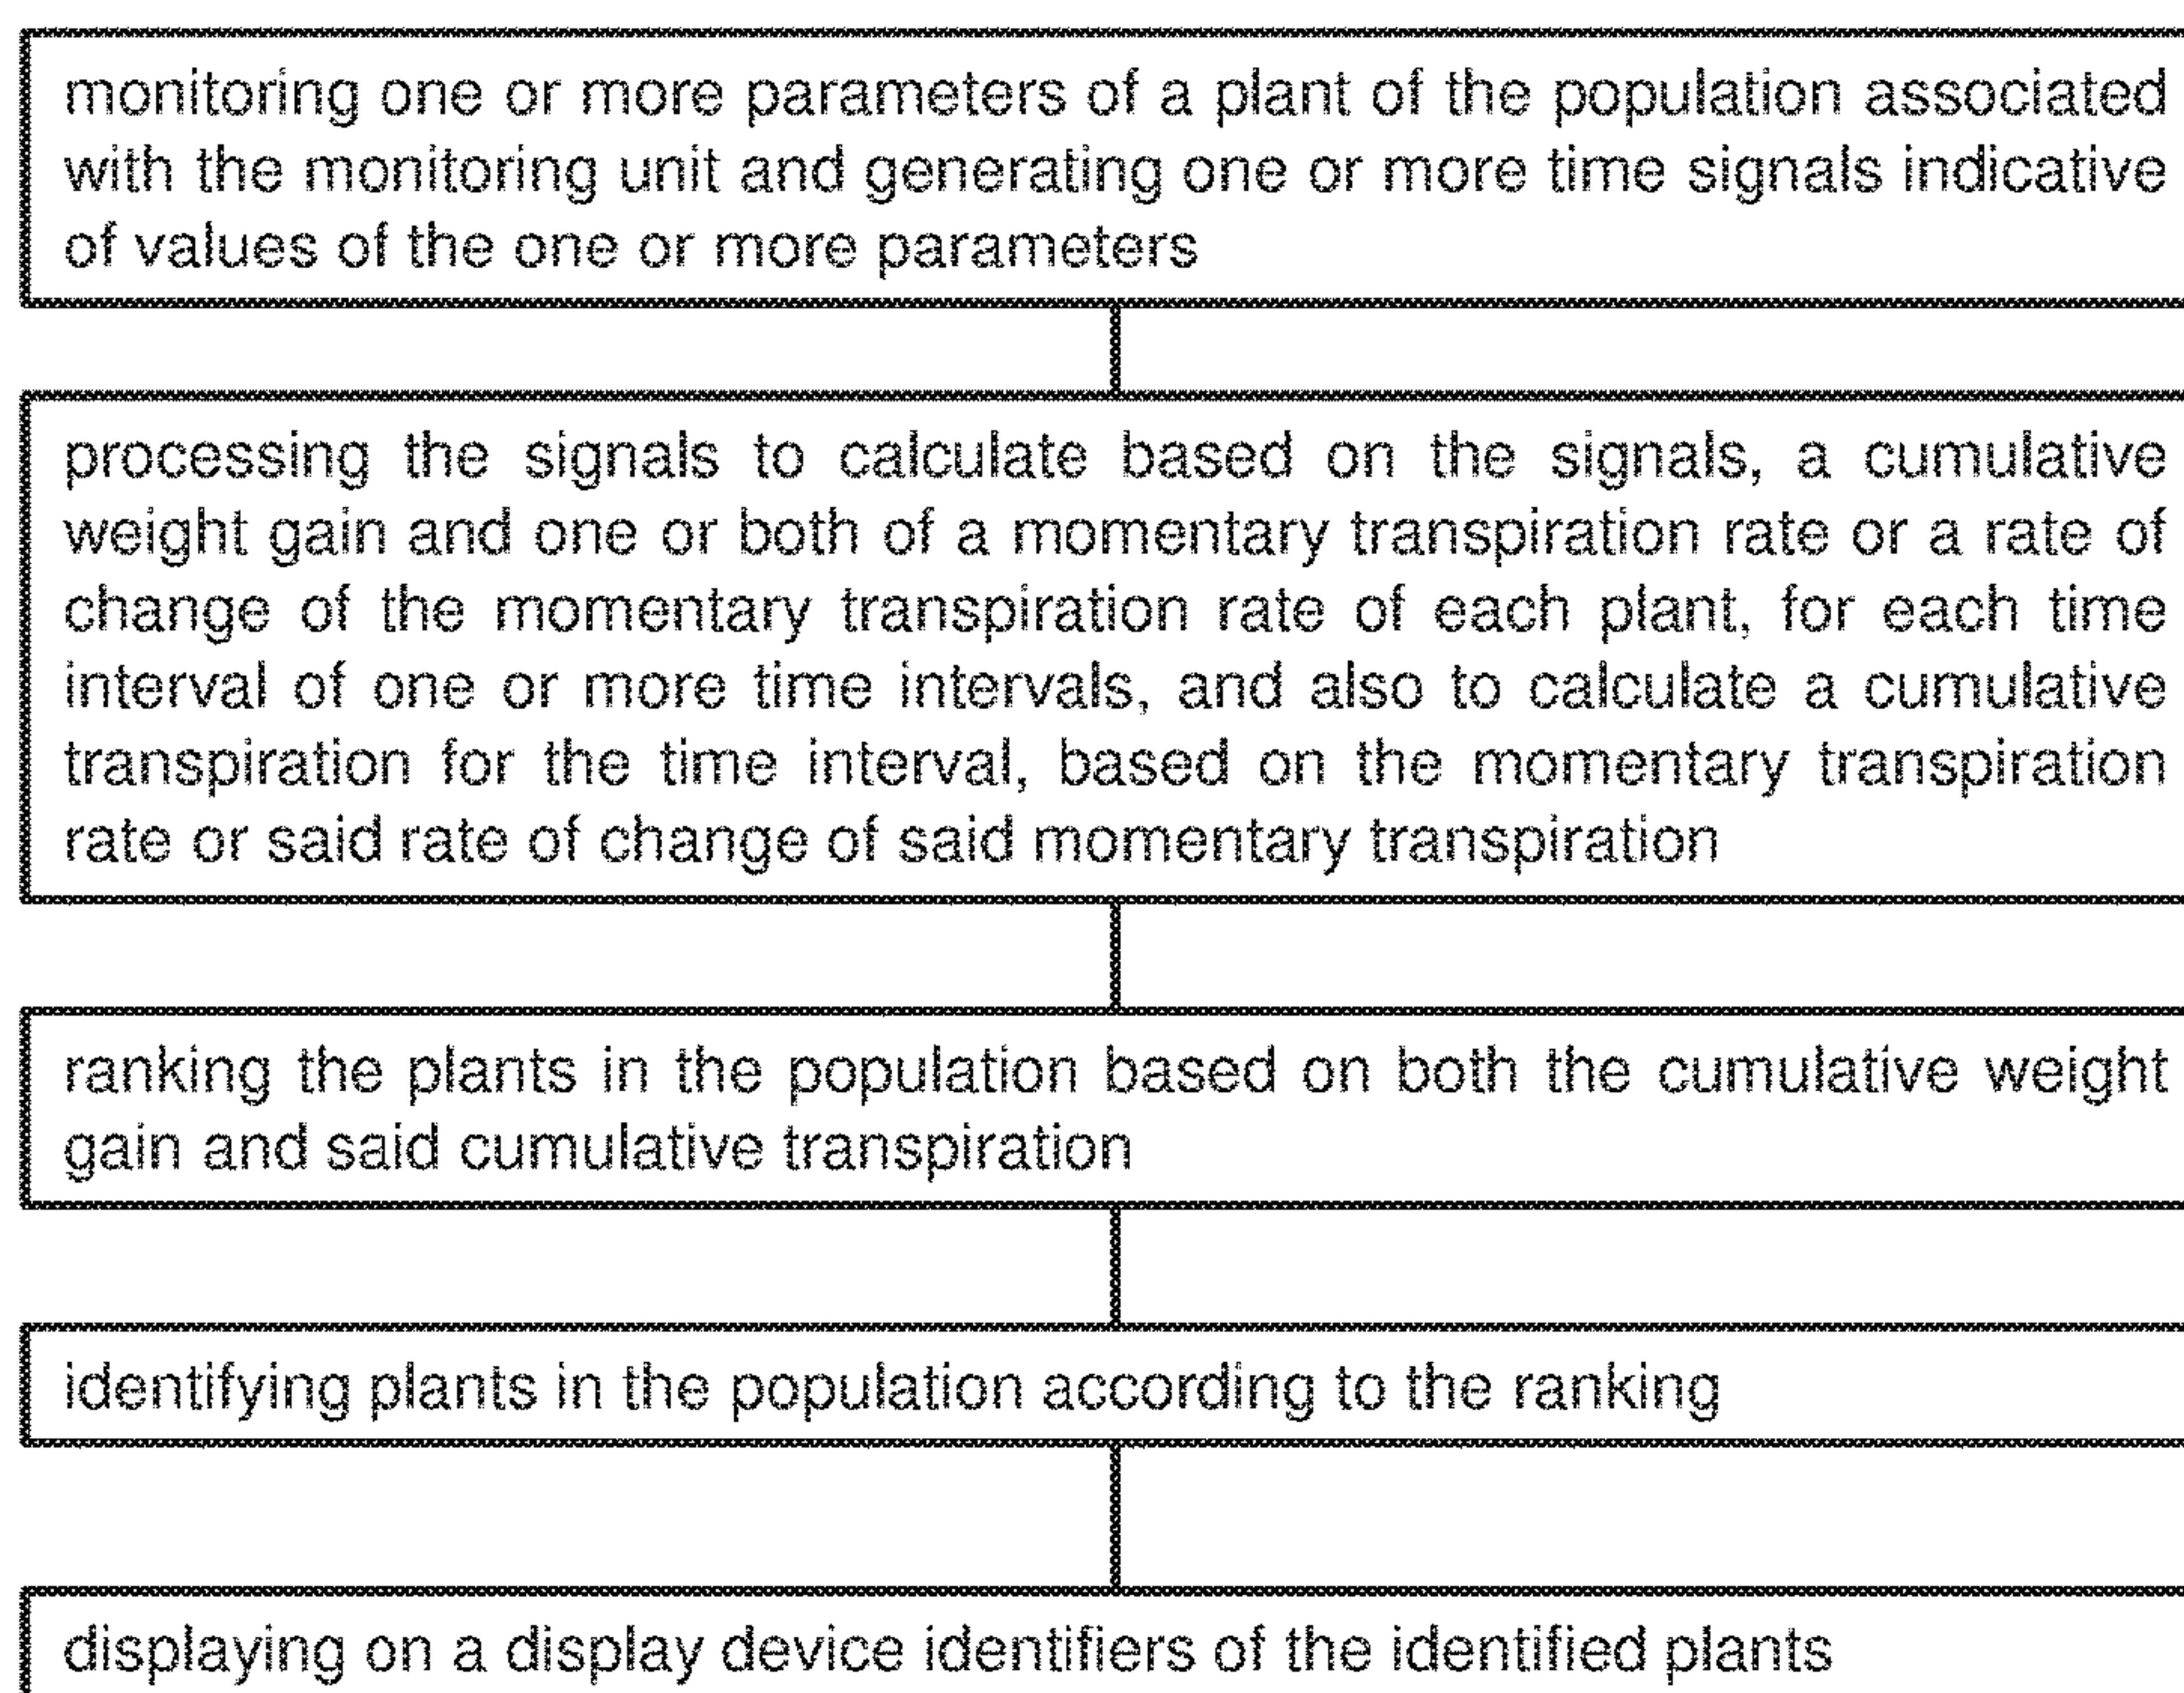 monitoring one or more parameters of a plant of the population associated
with the monitoring unit and generating one or more time signals indicative
of values of the one or more parameters
processing the signals to calculate based on the signals, a cumulative
weight gain and one or both of a momentary transpiration rate or a rate of
change of the momentary transpiration rate of each plant, for each time
interval of one or more time intervals, and also to calculate a cumulative
transpiration for the time interval, based on the momentary transpiration
rate or said rate of change of said momentary transpiration
ranking the plants in the population based on both the cumulative weight
gain and said cumulative transpiration
identifying plants in the population according to the ranking
displaying on a display device identifiers of the identified plants